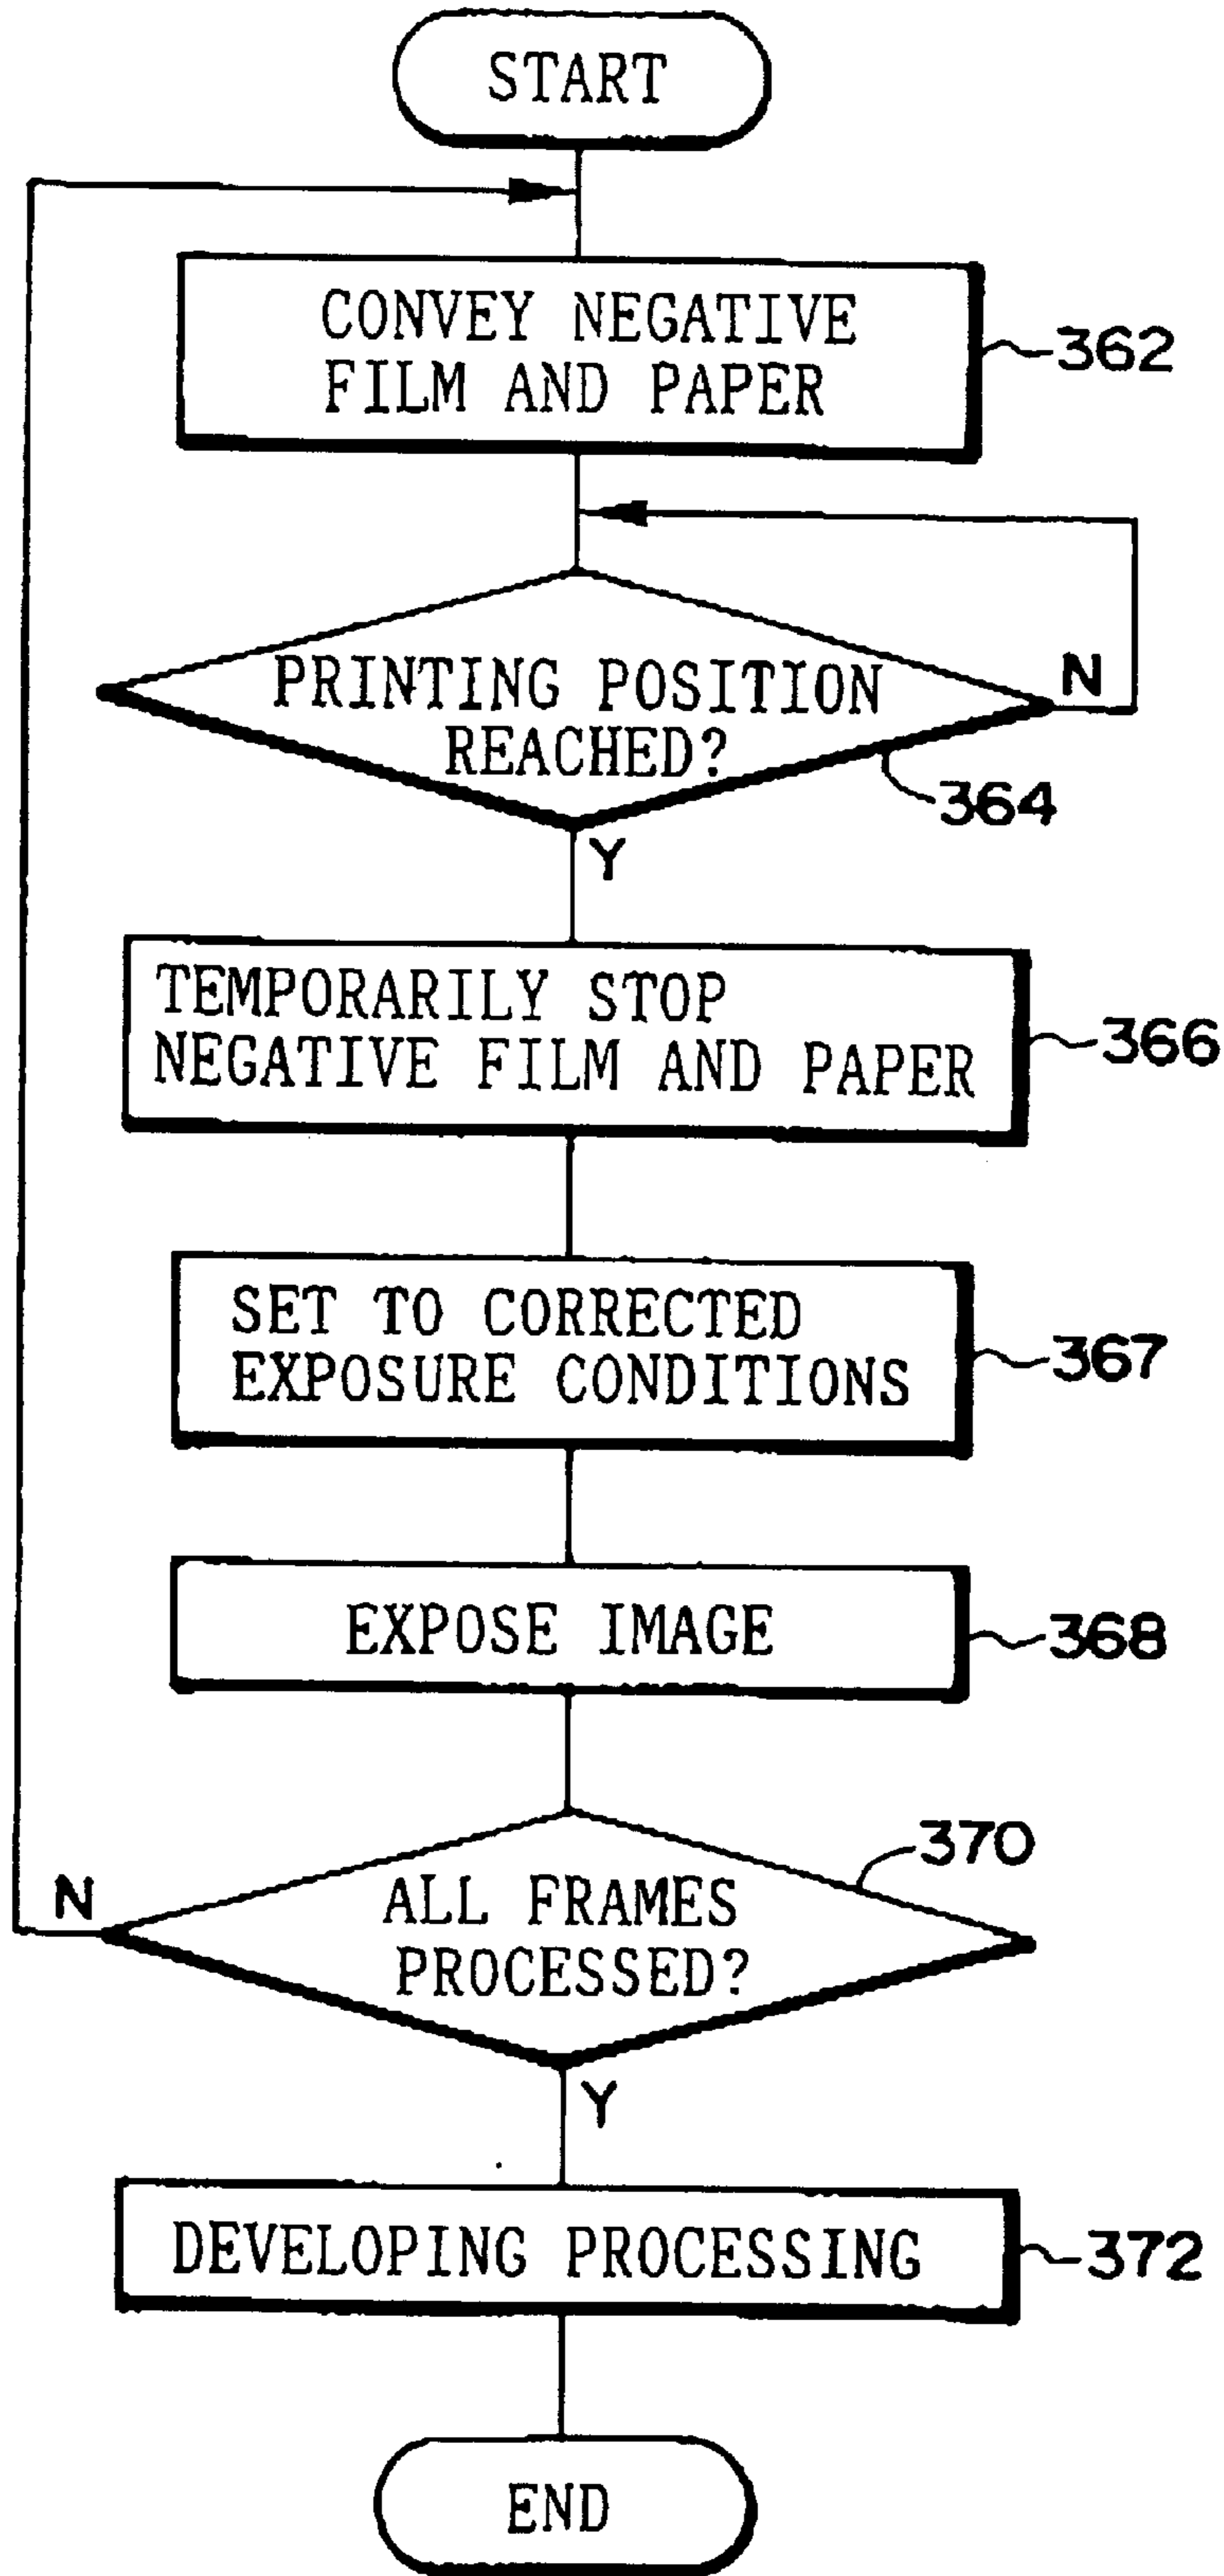 START
CONVEY NEGATIVE
FILM AND PAPER
362
PRINTING POSITION
REACHED?
N
364
Y
TEMPORARILY STOP
NEGATIVE FILM AND PAPER
366
SET TO CORRECTED
EXPOSURE CONDITIONS
367
EXPOSE IMAGE
368
370
ALL FRAMES
PROCESSED?
N
Y
DEVELOPING PROCESSING
372
END